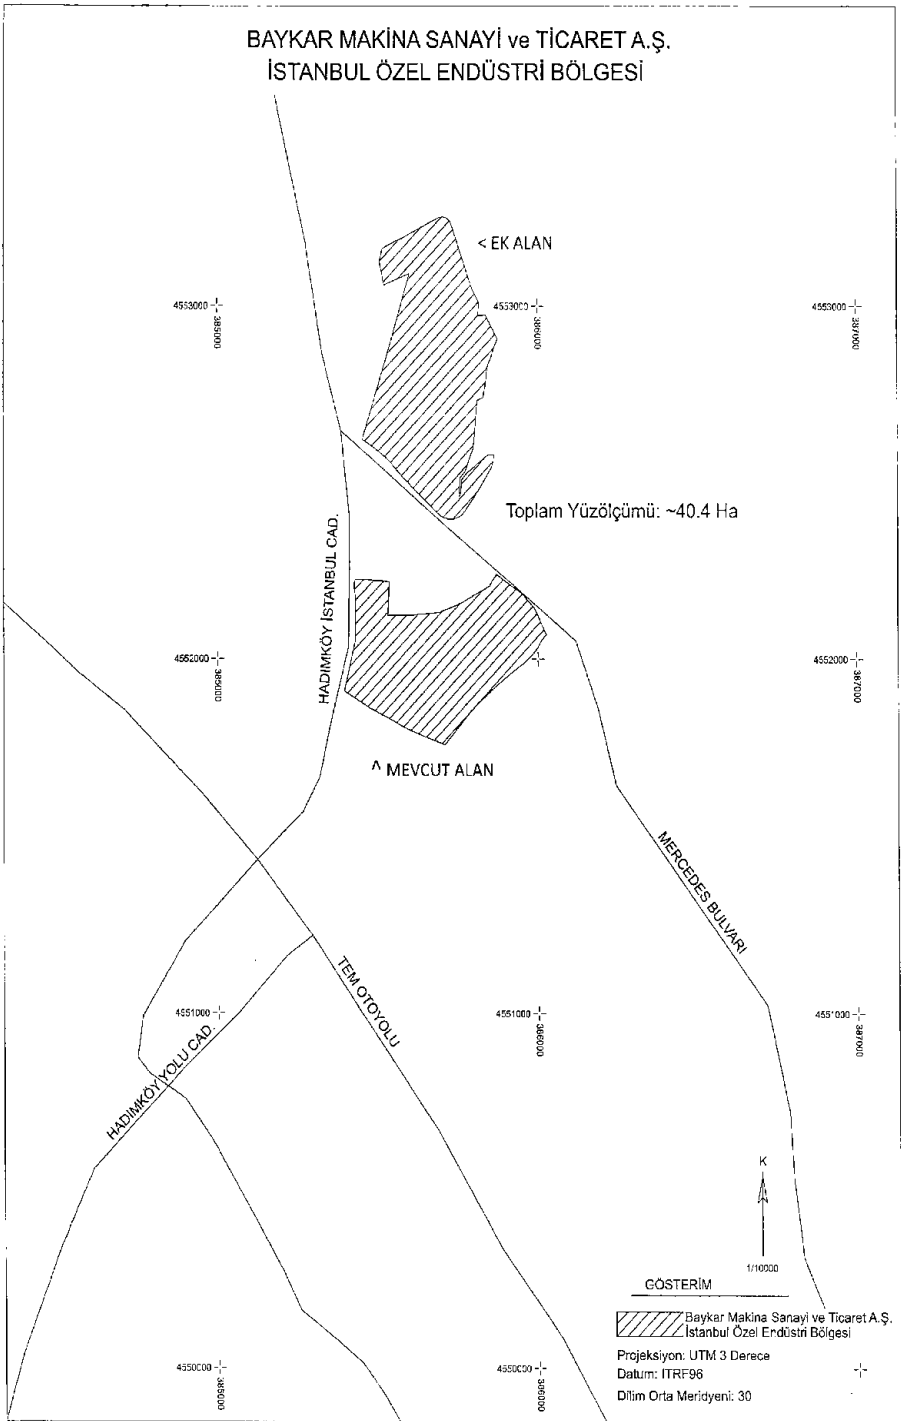 BAYKAR MAKİNA SANAYİ ve TİCARET A.Ş.
İSTANBUL ÖZEL ENDÜSTRİ BÖLGESİ
< EK ALAN
4553000
385000
4553000
386000
4553000
387000
Toplam Yüzölçümü: ~40.4 Ha
HADIMKÖY İSTANBUL CAD.
4552000
385000
4552000
387000
^ MEVCUT ALAN
MERCEDES BULVARI
TEM OTOYOLU
4551000
385000
4551000
386000
4551000
387000
HADIMKÖY YOLU CAD.
K
1/10000
GÖSTERİM
Baykar Makina Sanayi ve Ticaret A.Ş.
İstanbul Özel Endüstri Bölgesi
Projeksiyon: UTM 3 Derece
Datum: ITRF96
Dilim Orta Meridyeni: 30
4550000
385000
4550000
386000